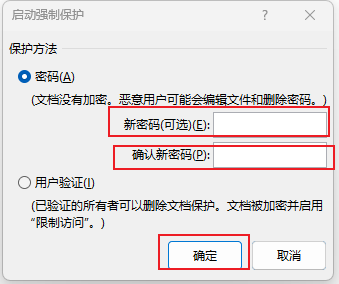 启动强制保护
保护方法
密码(A)
(文档没有加密。恶意用户可能会编辑文件和删除密码。)
新密码(可选)(E):
确认新密码(P):
用户验证(I)
(已验证的所有者可以删除文档保护。文档被加密并启用
“限制访问”。)
确定 取消